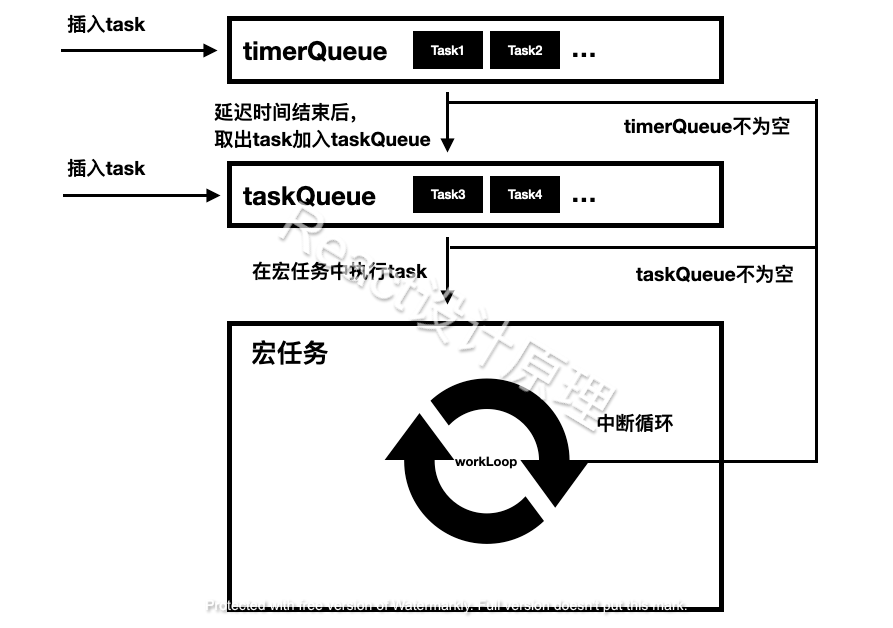 插入task
timerQueue Task1 Task2 ...
延迟时间结束后，
取出task加入taskQueue
timerQueue不为空
插入task
taskQueue Task3 Task4 ...
在宏任务中执行task
taskQueue不为空
React设计原理
宏任务
中断循环
workLoop
Protected with free version of Watermarkly. Full version doesn't put this mark.